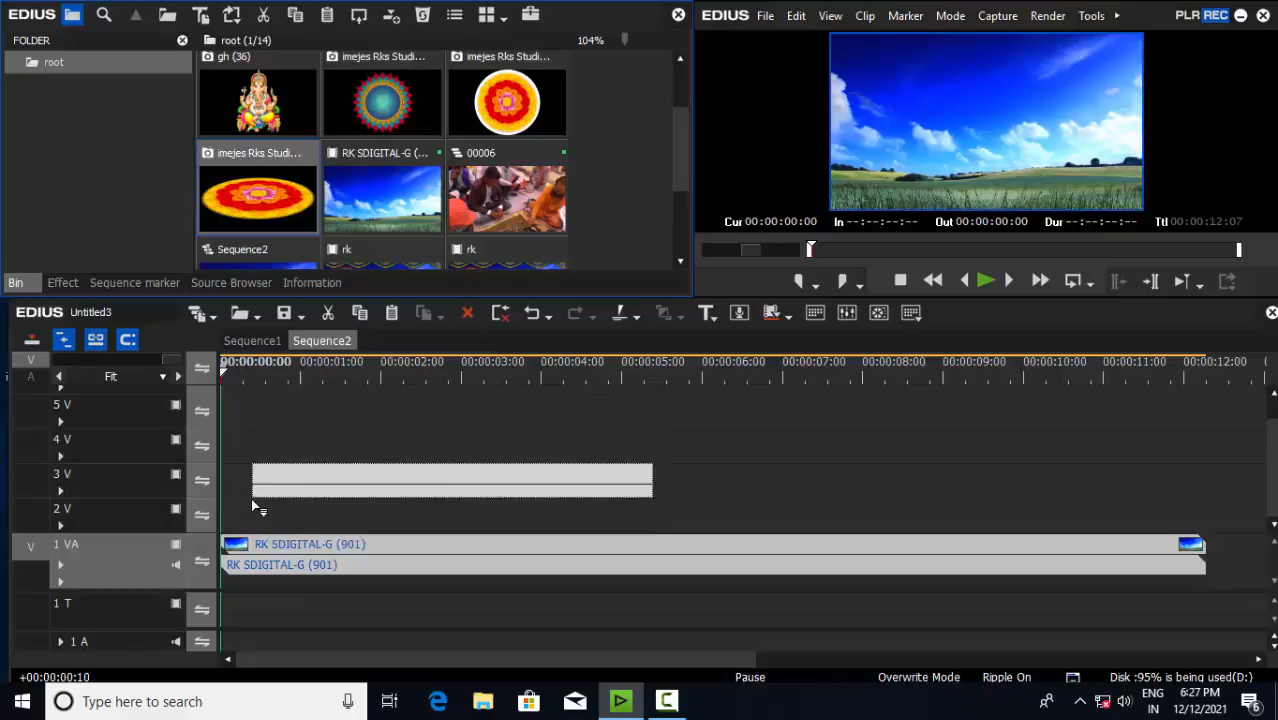 EDIUS
EDIUS File Edit View Clip Marker Mode Capture Render Tools PLR REC
FOLDER
root (1/14) 104%
root
gh (36) imejes Rks Studi... imejes Rks Studi...
imejes Rks Studi... RK SDIGITAL-G (... 00006
Sequence2 rk rk
Bin Effect Sequence marker Source Browser Information
Cur 00:00:00:00 In --:--:--:-- Out 00:00:00:00 Dur --:--:--:-- Ttl 00:00:12:07
EDIUS Untitled3
Sequence1 Sequence2
V
A Fit
00:00:00:00 00:00:01:00 00:00:02:00 00:00:03:00 00:00:04:00 00:00:05:00 00:00:06:00 00:00:07:00 00:00:08:00 00:00:09:00 00:00:10:00 00:00:11:00 00:00:12:00
5 V
4 V
3 V
2 V
V 1 VA RK SDIGITAL-G (901)
RK SDIGITAL-G (901)
1 T
1 A
+00:00:00:10 Pause Overwrite Mode Ripple On Disk :95% is being used(D:)
Type here to search
ENG
IN
6:27 PM
12/12/2021
6